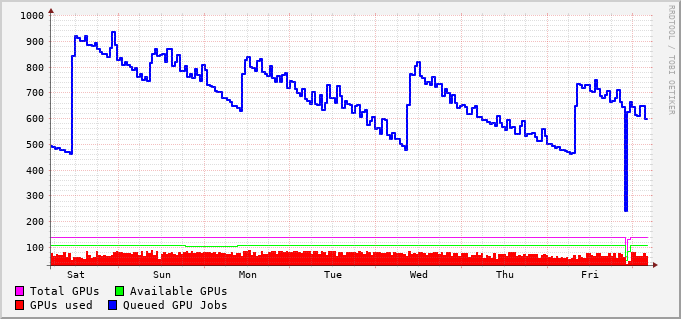 1000
900
800
700
600
500
400
300
200
100
Sat Sun Mon Tue Wed Thu Fri
Total GPUs Available GPUs
GPUs used Queued GPU Jobs
RRDTOOL / TOBI OETIKER